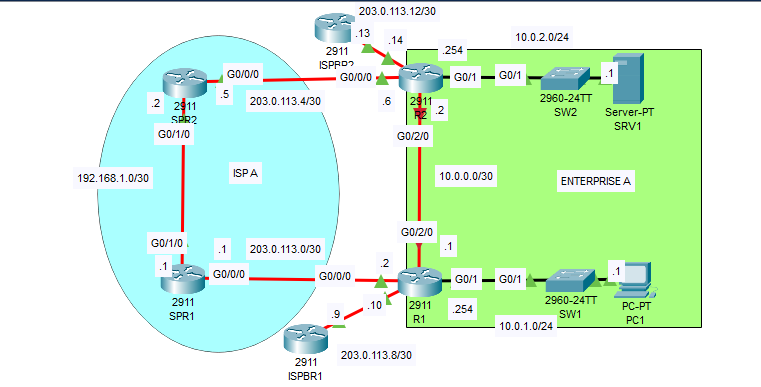 203.0.113.12/30
.13
.14
2911
.254
10.0.2.0/24
G0/0/0
G0/0/0
G0/1
G0/1
.1
2911
.2
.5
203.0.113.4/30
.6
2911
R2
.2
2960-24TT
SW2
Server-PT
SRV1
SPR2
G0/1/0
G0/2/0
192.168.1.0/30
ISP A
10.0.0.0/30
ENTERPRISE A
G0/1/0
.1
203.0.113.0/30
G0/2/0
.1
.1
G0/0/0
G0/0/0
.2
G0/1
G0/1
.1
2911
SPR1
.10
2911
R1
.254
2960-24TT
SW1
PC-PT
PC1
.9
10.0.1.0/24
2911
ISPBR1
203.0.113.8/30